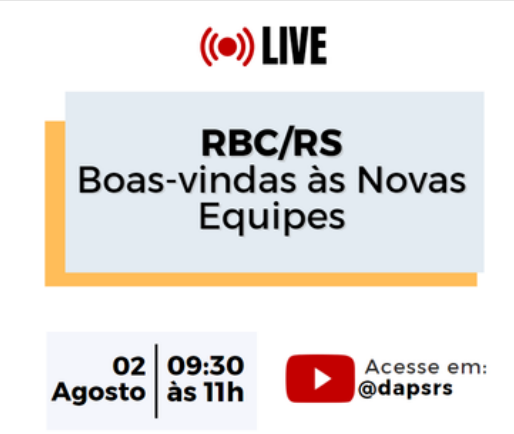 LIVE
RBC/RS
Boas-vindas às Novas
Equipes
02
Agosto
09:30
às 11h
Acesse em:
@dapsrs